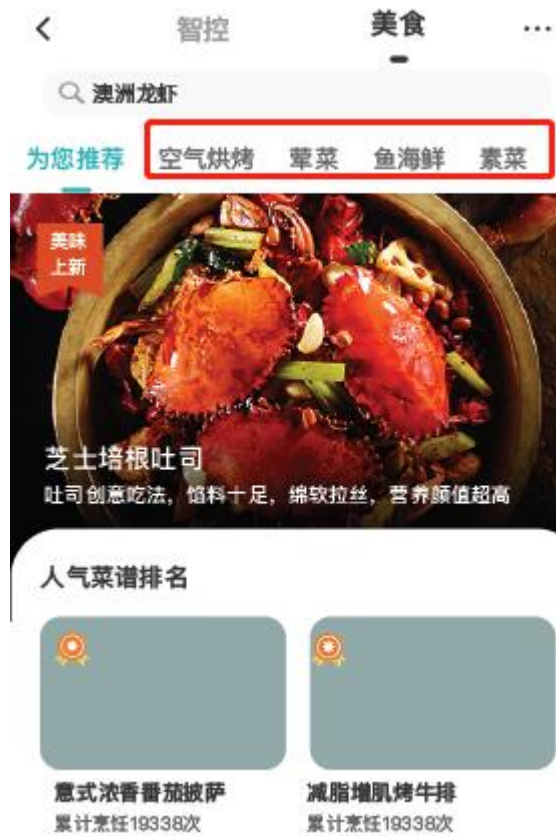 智控 美食
澳洲龙虾
为您推荐 空气烘烤 荤菜 鱼海鲜 素菜
美味
上新
芝士培根吐司
吐司创意吃法，馅料十足，绵软拉丝，营养颜值超高
人气菜谱排名
意式浓香番茄披萨 减脂增肌烤牛排
累计烹饪19338次 累计烹饪19338次